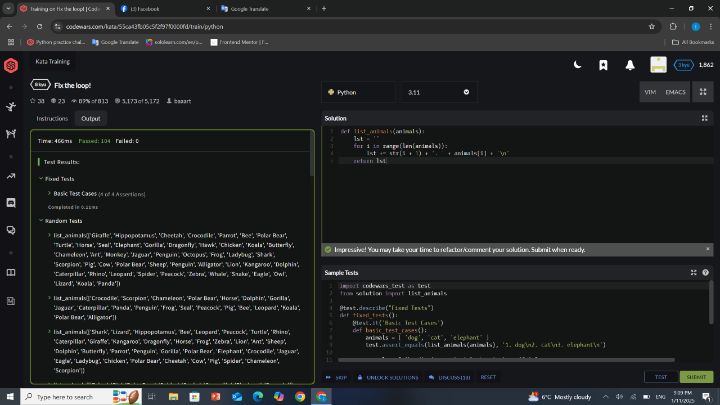 Training on Fix the loop! | Code
(3) Facebook
Google Translate
codewars.com/kata/55ca43fb05c5f2f97f0000fd/train/python
Python practice chal...
Google Translate
sololearn.com/en/p...
Frontend Mentor | F...
All Bookmarks
Kata Training
1,862
8 kyu
Fix the loop!
38
23
89% of 813
5,173 of 5,172
baaart
Python
3.11
VIM
EMACS
Instructions
Output
Solution
Time: 466ms Passed: 104 Failed: 0
Test Results:
Fixed Tests
Basic Test Cases (4 of 4 Assertions)
Random Tests
list_animals(['Giraffe', 'Hippopotamus', 'Cheetah', 'Crocodile', 'Parrot', 'Bee', 'Polar Bear',
'Turtle', 'Horse', 'Seal', 'Elephant', 'Gorilla', 'Dragonfly', 'Hawk', 'Chicken', 'Koala', 'Butterfly',
'Chameleon', 'Ant', 'Monkey', 'Jaguar', 'Penguin', 'Octopus', 'Frog', 'Ladybug', 'Shark',
'Scorpion', 'Pig', 'Cow', 'Polar Bear', 'Sheep', 'Penguin', 'Alligator', 'Lion', 'Kangaroo', 'Dolphin',
'Caterpillar', 'Rhino', 'Leopard', 'Spider', 'Peacock', 'Zebra', 'Whale', 'Snake', 'Eagle', 'Owl',
'Lizard', 'Koala', 'Panda'])
list_animals(['Crocodile', 'Scorpion', 'Chameleon', 'Polar Bear', 'Horse', 'Dolphin', 'Gorilla',
'Jaguar', 'Caterpillar', 'Panda', 'Penguin', 'Frog', 'Seal', 'Peacock', 'Pig', 'Bee', 'Leopard', 'Koala',
'Polar Bear', 'Alligator'])
list_animals(['Shark', 'Lizard', 'Hippopotamus', 'Bee', 'Leopard', 'Peacock', 'Turtle', 'Rhino',
'Caterpillar', 'Giraffe', 'Kangaroo', 'Dragonfly', 'Horse', 'Frog', 'Zebra', 'Lion', 'Ant', 'Sheep',
'Dolphin', 'Butterfly', 'Parrot', 'Penguin', 'Gorilla', 'Polar Bear', 'Elephant', 'Crocodile', 'Jaguar',
'Eagle', 'Ladybug', 'Chicken', 'Polar Bear', 'Cheetah', 'Cow', 'Pig', 'Spider', 'Chameleon',
'Scorpion'])
def list_animals(animals):
lst = ''
for i in range(len(animals)):
lst += str(i + 1) + '. ' + animals[i] + '\n'
return lst
Impressive! You may take your time to refactor/comment your solution. Submit when ready.
Sample Tests
import codewars_test as test
from solution import list_animals
@test.describe("Fixed Tests")
def fixed_tests():
@test.it('Basic Test Cases')
def basic_test_cases():
animals = [ 'dog', 'cat', 'elephant' ]
test.assert_equals(list_animals(animals), '1. dog\n2. cat\n3. elephant\n')
SKIP
UNLOCK SOLUTIONS
DISCUSS (18)
RESET
TEST
SUBMIT
Type here to search
6°C Mostly cloudy
ENG
9:09 PM
1/11/2025